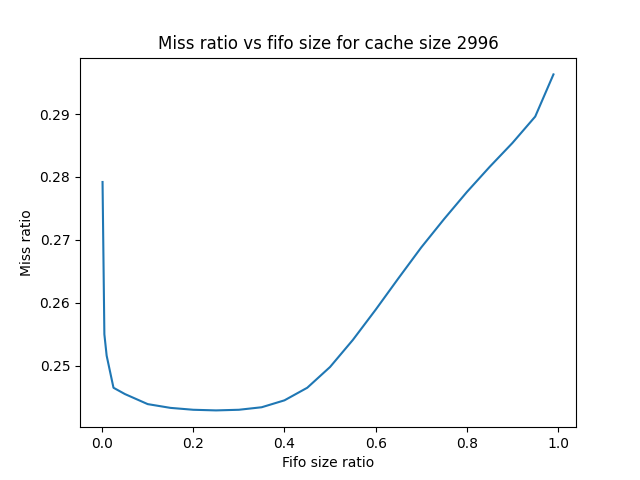 Miss ratio vs fifo size for cache size 2996
Miss ratio
0.29
0.28
0.27
0.26
0.25
0.0 0.2 0.4 0.6 0.8 1.0
Fifo size ratio